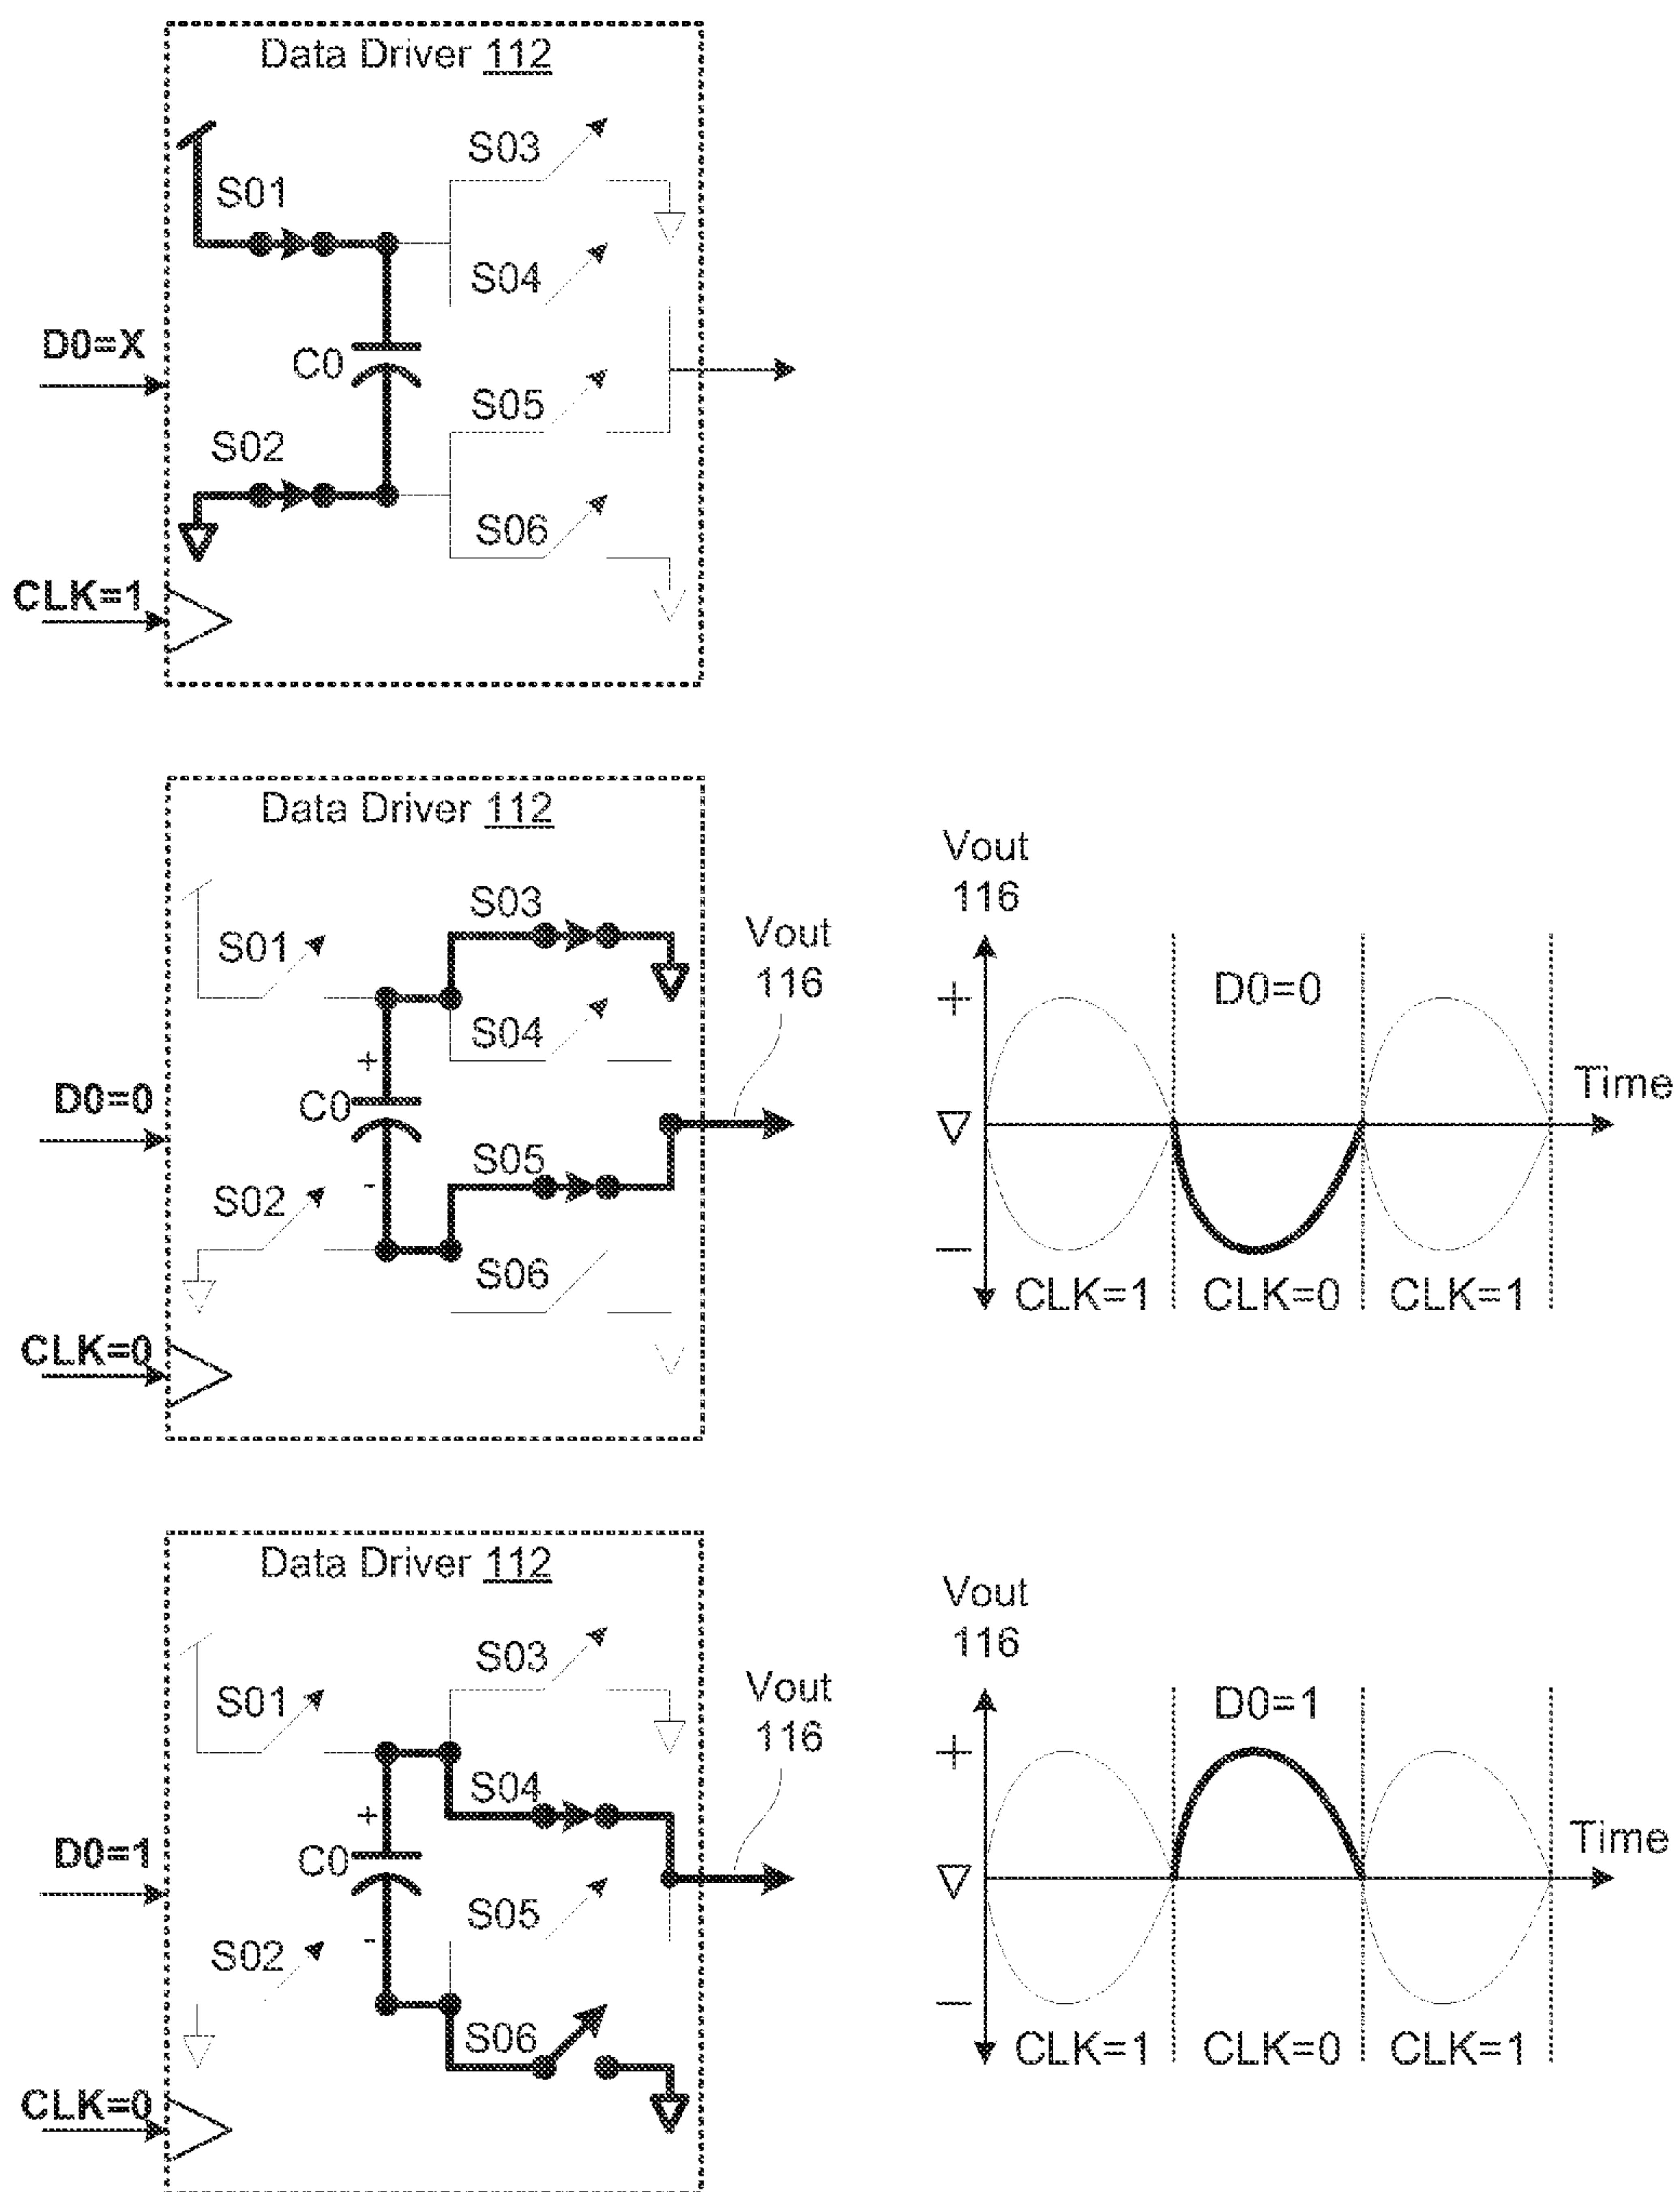 Data Driver 112
S03
S01
S04
D0=X
C0
S05
S02
S06
CLK=1
Data Driver 112
S03
S01
Vout
116
S04
+
D0=0
C0
S05
-
S02
S06
CLK=0
Vout
116
+
D0=0
Time
−
CLK=1 CLK=0 CLK=1
Data Driver 112
S03
S01
Vout
116
S04
+
D0=1
C0
S05
-
S02
S06
CLK=0
Vout
116
D0=1
+
Time
−
CLK=1 CLK=0 CLK=1